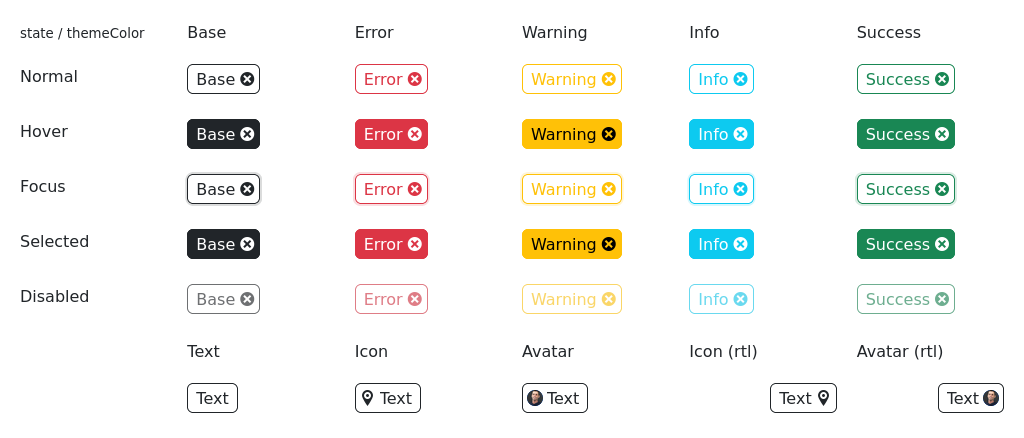 state / themeColor Base Error Warning Info Success
Normal Base Error Warning Info Success
Hover Base Error Warning Info Success
Focus Base Error Warning Info Success
Selected Base Error Warning Info Success
Disabled Base Error Warning Info Success
Text Icon Avatar Icon (rtl) Avatar (rtl)
Text Text Text Text Text